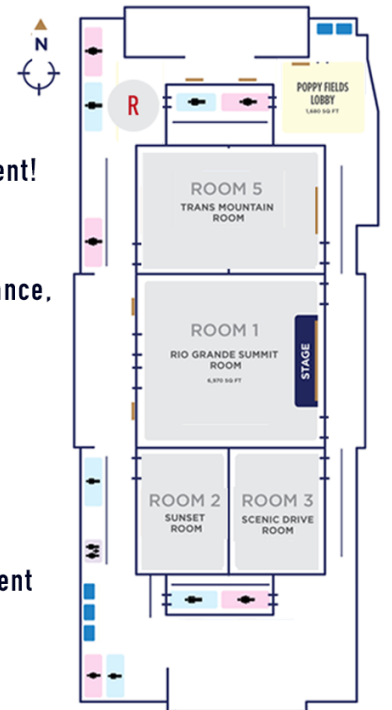 N
R
POPPY FIELDS
LOBBY
1,680 SQ FT
ent!
ROOM 5
TRANS MOUNTAIN
ROOM
ance,
ROOM 1
RIO GRANDE SUMMIT
ROOM
6,970 SQ FT
STAGE
ROOM 2
SUNSET
ROOM
ROOM 3
SCENIC DRIVE
ROOM
ent